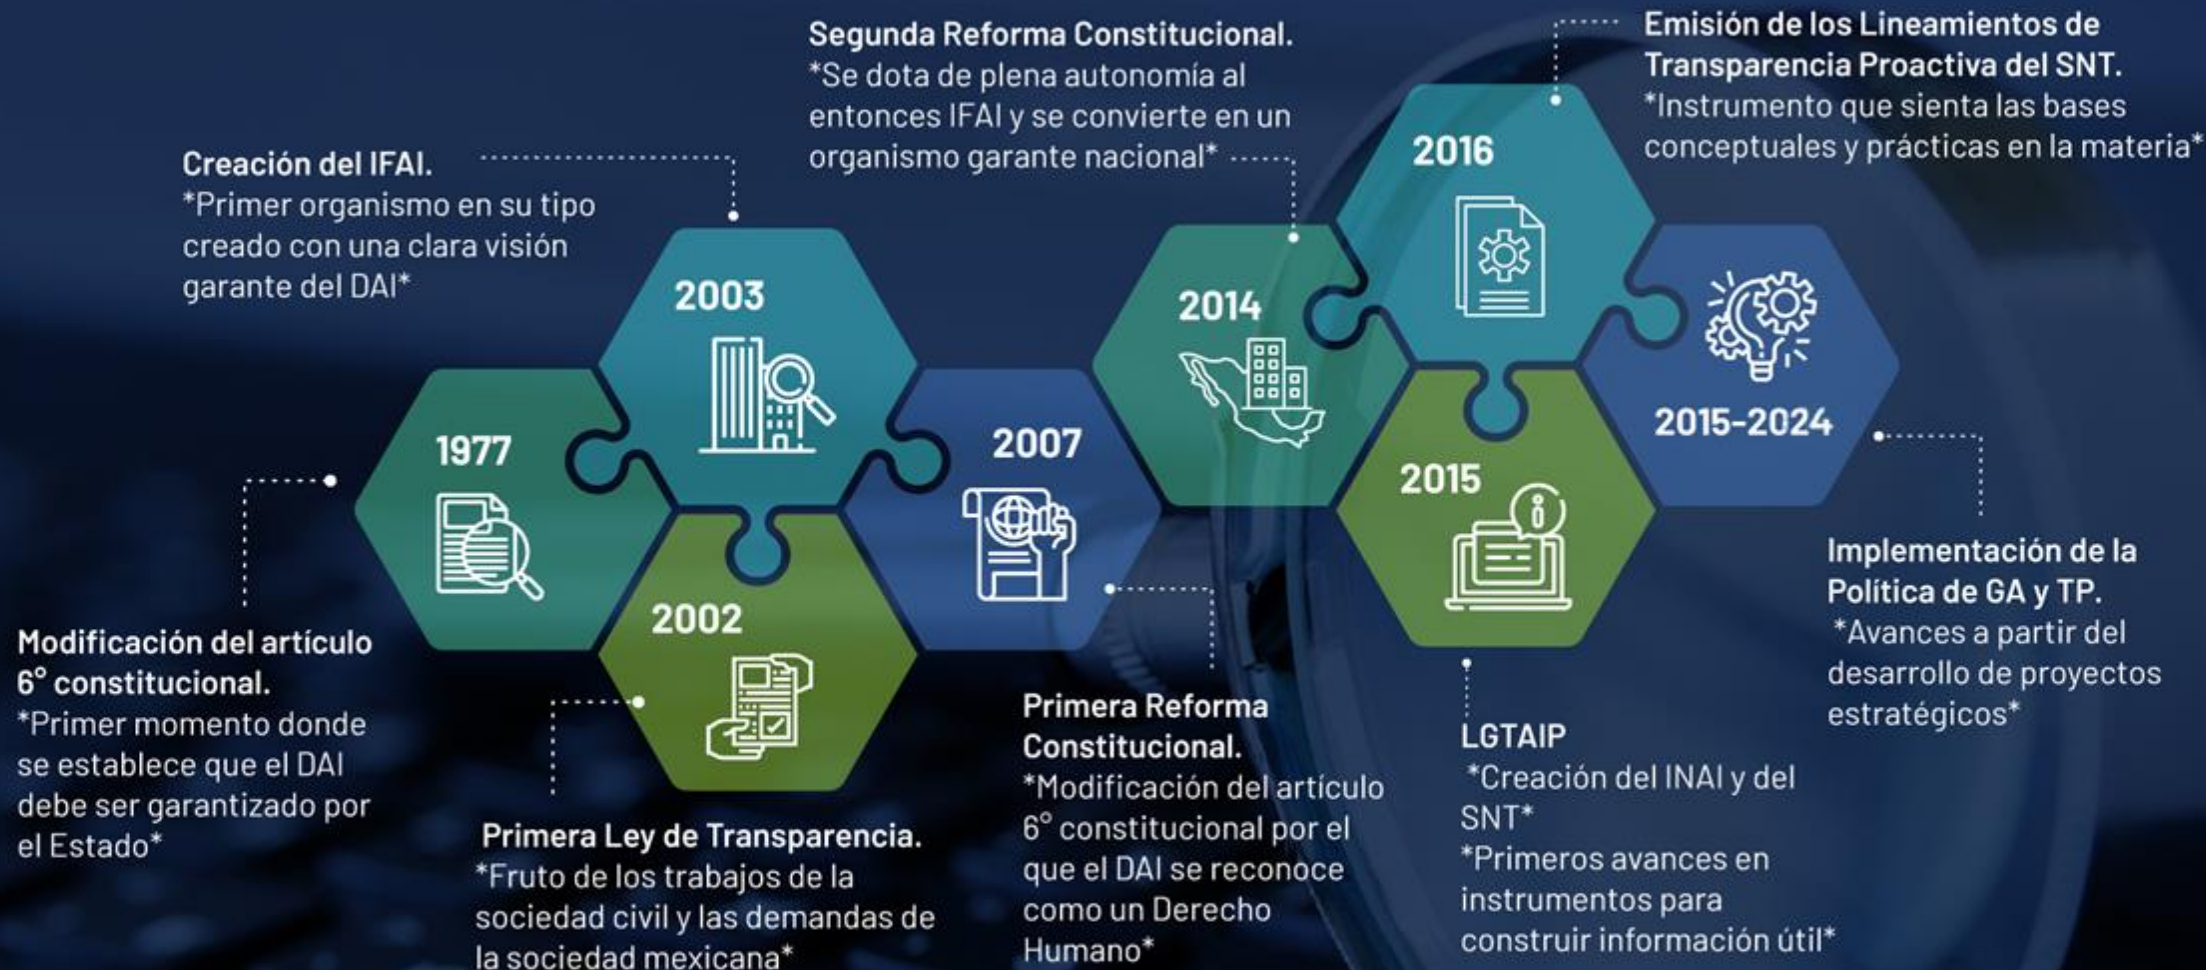 1977
Modificación del artículo
6° constitucional.
*Primer momento donde
se establece que el DAI
debe ser garantizado por
el Estado*
2002
Primera Ley de Transparencia.
*Fruto de los trabajos de la
sociedad civil y las demandas de
la sociedad mexicana*
2003
Creación del IFAI.
*Primer organismo en su tipo
creado con una clara visión
garante del DAI*
2007
Primera Reforma
Constitucional.
*Modificación del artículo
6° constitucional por el
que el DAI se reconoce
como un Derecho
Humano*
2014
Segunda Reforma Constitucional.
*Se dota de plena autonomía al
entonces IFAI y se convierte en un
organismo garante nacional*
2015
LGTAIP
*Creación del INAI y del
SNT*
*Primeros avances en
instrumentos para
construir información útil*
2016
Emisión de los Lineamientos de
Transparencia Proactiva del SNT.
*Instrumento que sienta las bases
conceptuales y prácticas en la materia*
2015-2024
Implementación de la
Política de GA y TP.
*Avances a partir del
desarrollo de proyectos
estratégicos*